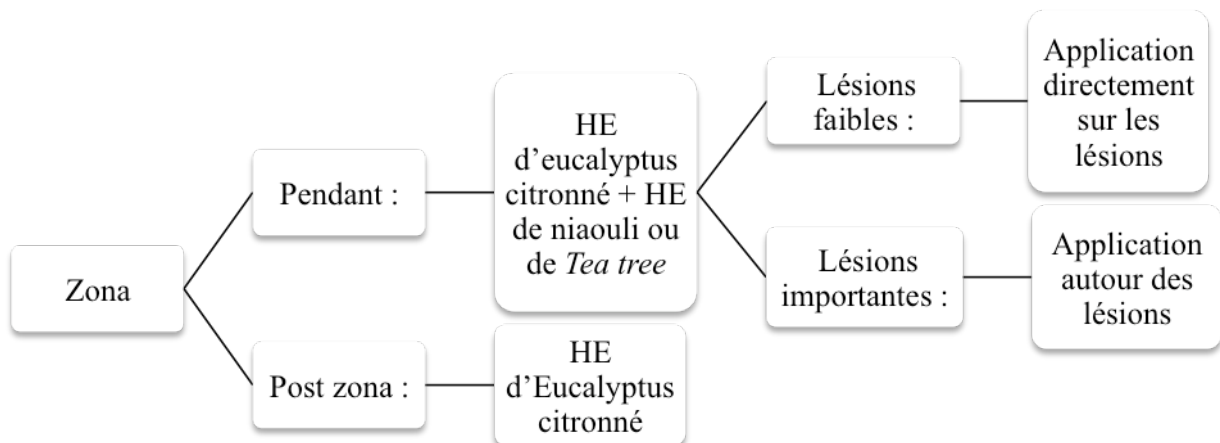 Zona
Pendant :
HE
d’eucalyptus
citronné + HE
de niaouli ou
de Tea tree
Lésions
faibles :
Application
directement
sur les
lésions
Lésions
importantes :
Application
autour des
lésions
Post zona :
HE
d’Eucalyptus
citronné